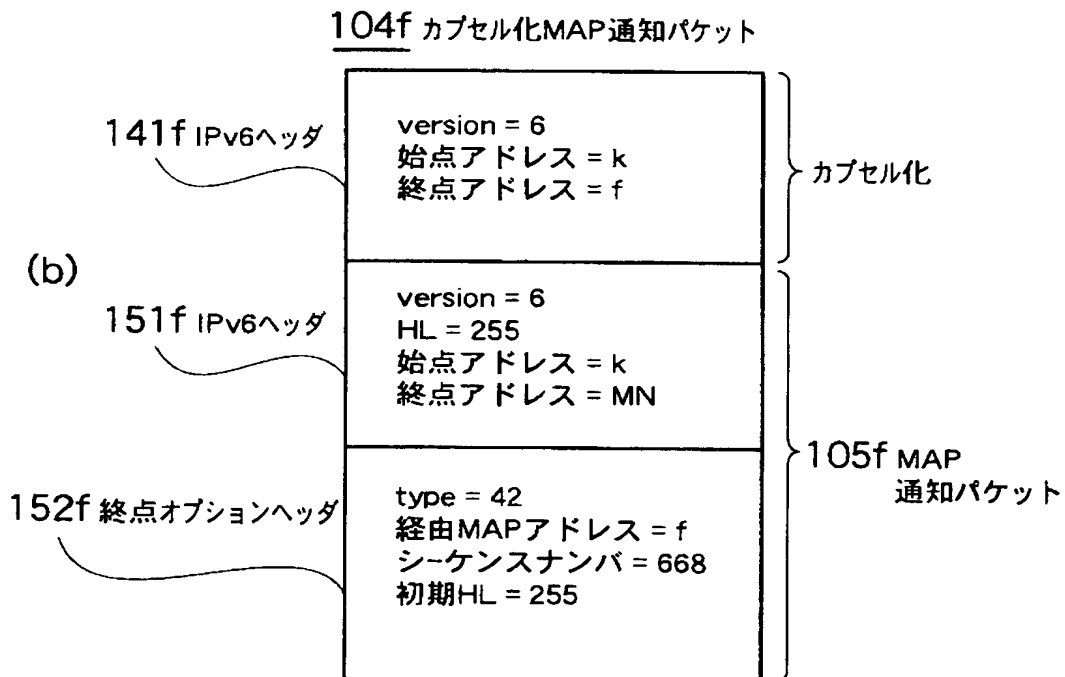 104f カプセル化MAP通知パケット
141f IPv6ヘッダ
version = 6
始点アドレス = k
終点アドレス = f
カプセル化
(b)
151f IPv6ヘッダ
version = 6
HL = 255
始点アドレス = k
終点アドレス = MN
105f MAP
通知パケット
152f 終点オプションヘッダ
type = 42
経由MAPアドレス = f
シーケンスナンバ = 668
初期HL = 255